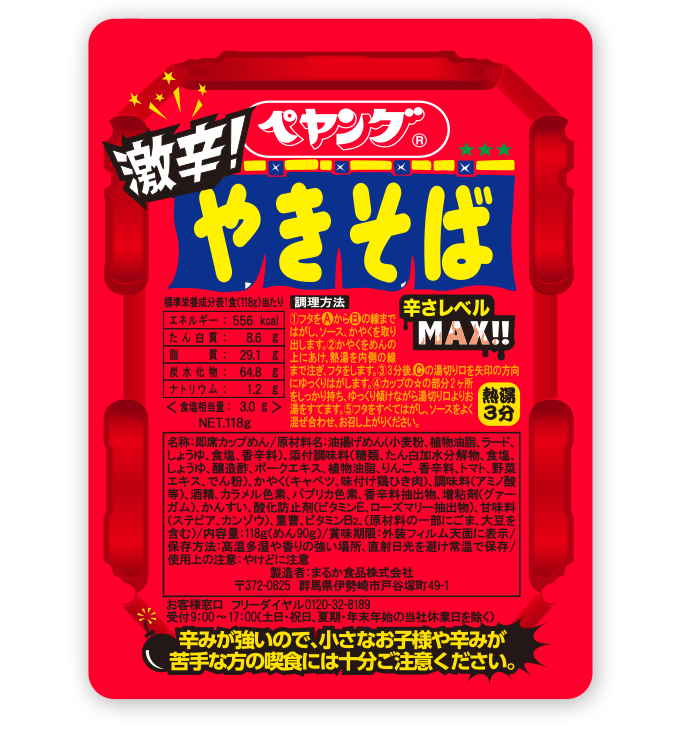 ペヤング®
激辛!
やきそば
標準栄養成分表1食(118g)当たり
エネルギー: 556 kcal
たん白質: 8.6 g
脂質: 29.1 g
炭水化物: 64.8 g
ナトリウム: 1.2 g
<食塩相当量: 3.0 g>
NET.118g
調理方法
①フタをⒶからⒷの線まで
はがし、ソース、かやくを取り
出します。②かやくをめんの
上にあけ、熱湯を内側の線
まで注ぎ、フタをします。③3分後、Ⓒの湯切り口を矢印の方向
にゆっくりはがします。④カップの☆の部分2ヶ所
をしっかり持ち、ゆっくり傾けながら湯切り口よりお
湯をすてます。⑤フタをすべてはがし、ソースをよく
混ぜ合わせ、お召し上がりください。
辛さレベル
MAX!!
熱湯
3分
名称:即席カップめん/原材料名:油揚げめん(小麦粉、植物油脂、ラード、
しょうゆ、食塩、香辛料)、添付調味料(糖類、たん白加水分解物、食塩、
しょうゆ、醸造酢、ポークエキス、植物油脂、りんご、香辛料、トマト、野菜
エキス、でん粉)、かやく(キャベツ、味付け鶏ひき肉)、調味料(アミノ酸
等)、酒精、カラメル色素、パプリカ色素、香辛料抽出物、増粘剤(グァー
ガム)、かんすい、酸化防止剤(ビタミンE、ローズマリー抽出物)、甘味料
(ステビア、カンゾウ)、重曹、ビタミンB2、(原材料の一部にごま、大豆を
含む)/内容量:118g(めん90g)/賞味期限:外装フィルム天面に表示/
保存方法:高温多湿や香りの強い場所、直射日光を避け常温で保存/
使用上の注意:やけどに注意
製造者:まるか食品株式会社
〒372-0825 群馬県伊勢崎市戸谷塚町49-1
お客様窓口 フリーダイヤル0120-32-8189
受付9:00~17:00(土日・祝日、夏期・年末年始の当社休業日を除く)
辛みが強いので、小さなお子様や辛みが
苦手な方の喫食には十分ご注意ください。